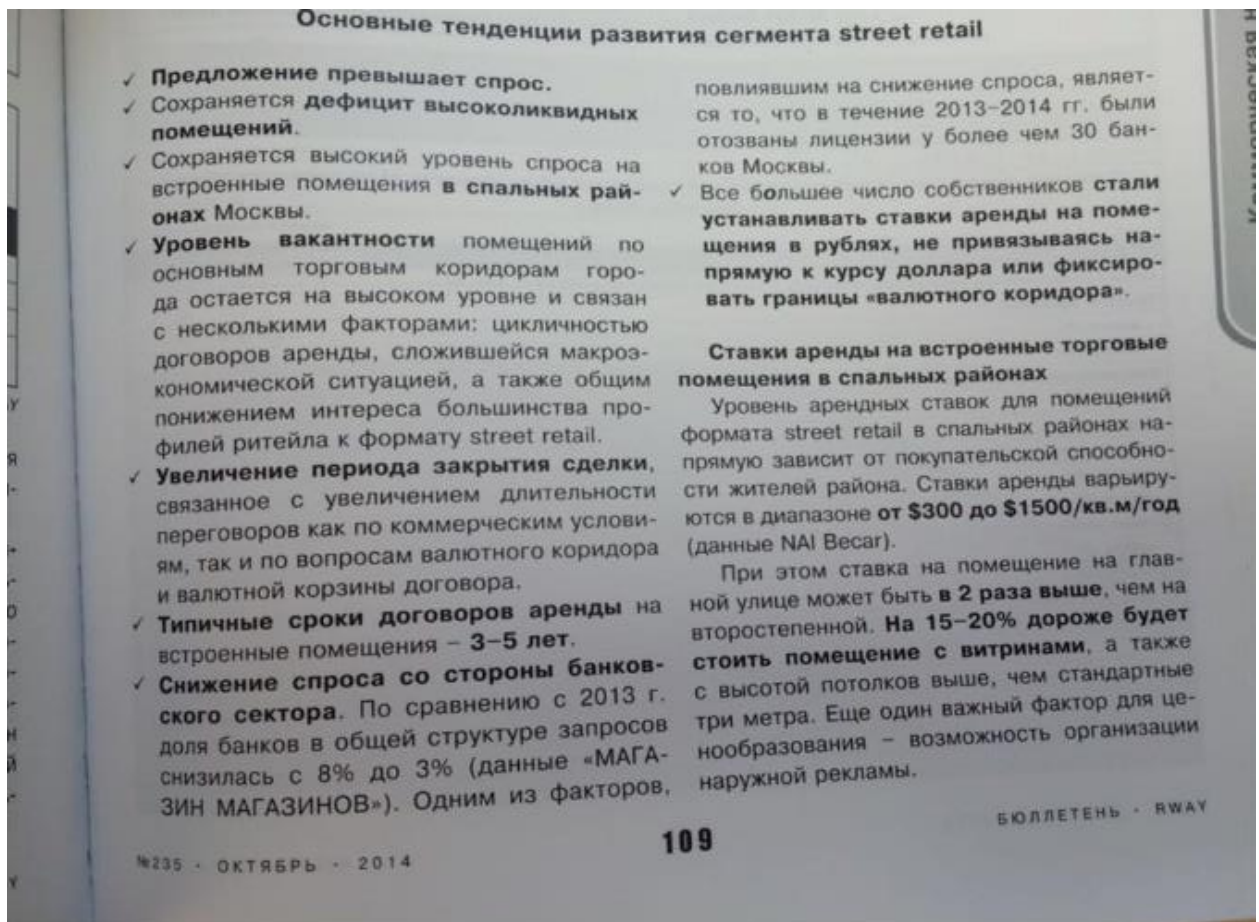 Основные тенденции развития сегмента street retail
✓ Предложение превышает спрос.
✓ Сохраняется дефицит высоколиквидных
помещений.
✓ Сохраняется высокий уровень спроса на
встроенные помещения в спальных рай-
онах Москвы.
✓ Уровень вакантности помещений по
основным торговым коридорам горо-
да остается на высоком уровне и связан
с несколькими факторами: цикличностью
договоров аренды, сложившейся макроэ-
кономической ситуацией, а также общим
понижением интереса большинства про-
филей ритейла к формату street retail.
✓ Увеличение периода закрытия сделки,
связанное с увеличением длительности
переговоров как по коммерческим услови-
ям, так и по вопросам валютного коридора
и валютной корзины договора.
✓ Типичные сроки договоров аренды на
встроенные помещения – 3–5 лет.
✓ Снижение спроса со стороны банков-
ского сектора. По сравнению с 2013 г.
доля банков в общей структуре запросов
снизилась с 8% до 3% (данные «МАГА-
ЗИН МАГАЗИНОВ»). Одним из факторов,
повлиявшим на снижение спроса, являет-
ся то, что в течение 2013–2014 гг. были
отозваны лицензии у более чем 30 бан-
ков Москвы.
✓ Все большее число собственников стали
устанавливать ставки аренды на поме-
щения в рублях, не привязываясь на-
прямую к курсу доллара или фиксиро-
вать границы «валютного коридора».
Ставки аренды на встроенные торговые
помещения в спальных районах
Уровень арендных ставок для помещений
формата street retail в спальных районах на-
прямую зависит от покупательской способно-
сти жителей района. Ставки аренды варьиру-
ются в диапазоне от $300 до $1500/кв.м/год
(данные NAI Becar).
При этом ставка на помещение на глав-
ной улице может быть в 2 раза выше, чем на
второстепенной. На 15–20% дороже будет
стоить помещение с витринами, а также
с высотой потолков выше, чем стандартные
три метра. Еще один важный фактор для це-
нообразования – возможность организации
наружной рекламы.
№235 · ОКТЯБРЬ · 2014
109
БЮЛЛЕТЕНЬ · RWAY